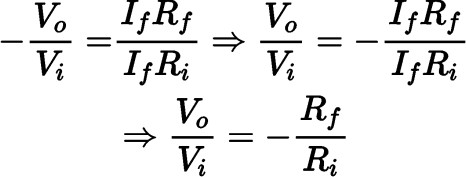 $-\frac{V_o}{V_i} = \frac{I_f R_f}{I_f R_i} \Rightarrow \frac{V_o}{V_i} = -\frac{I_f R_f}{I_f R_i}$
$\Rightarrow \frac{V_o}{V_i} = -\frac{R_f}{R_i}$